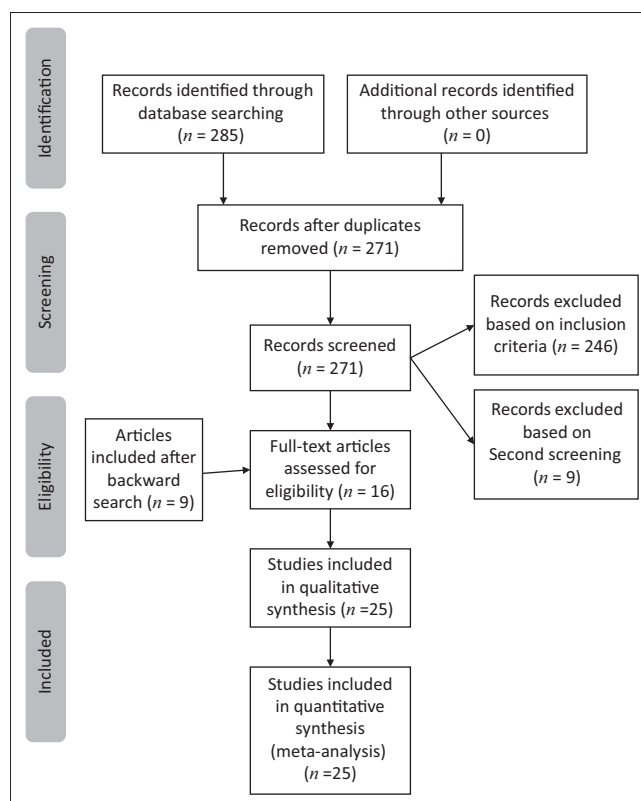 Identification
Records identified through
database searching
(n = 285)
Additional records identified
through other sources
(n = 0)
Screening
Records after duplicates
removed (n = 271)
Records screened
(n = 271)
Records excluded
based on inclusion
criteria (n = 246)
Records excluded
based on
Second screening
(n = 9)
Eligibility
Articles
included after
backward
search (n = 9)
Full-text articles
assessed for
eligibility (n = 16)
Studies included
in qualitative
synthesis (n =25)
Included
Studies included
in quantitative
synthesis
(meta-analysis)
(n =25)